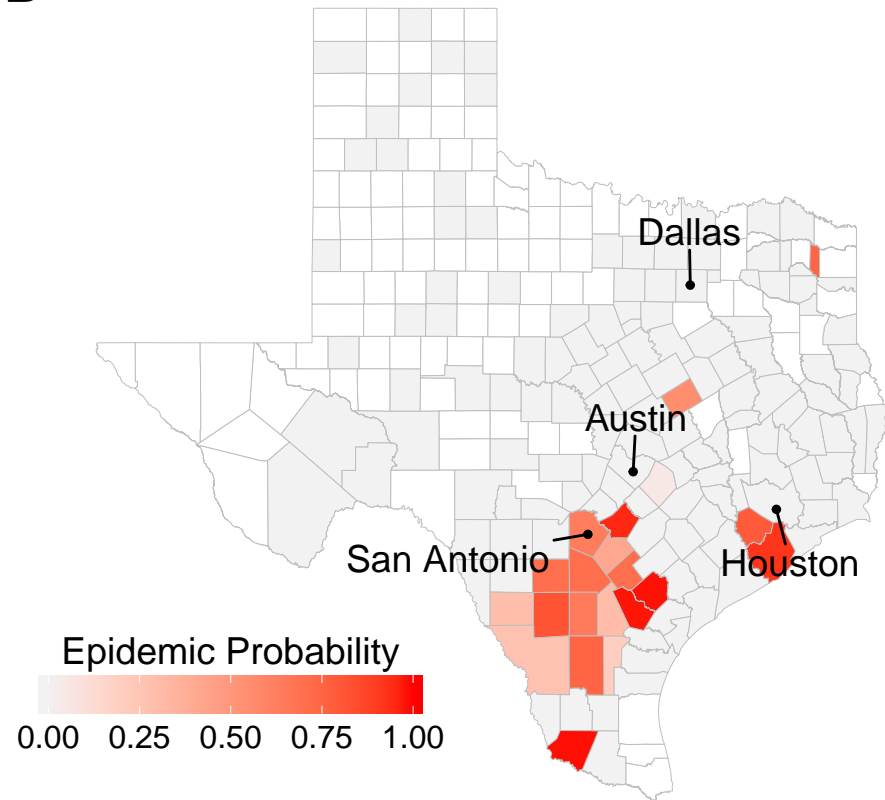 Dallas
Austin
San Antonio
Houston
Epidemic Probability
0.00 0.25 0.50 0.75 1.00